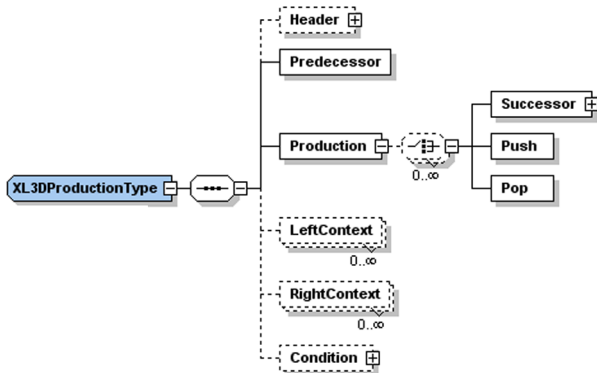 Header
Predecessor
Successor
Production
Push
0..∞
Pop
XL3DProductionType
LeftContext
0..∞
RightContext
0..∞
Condition